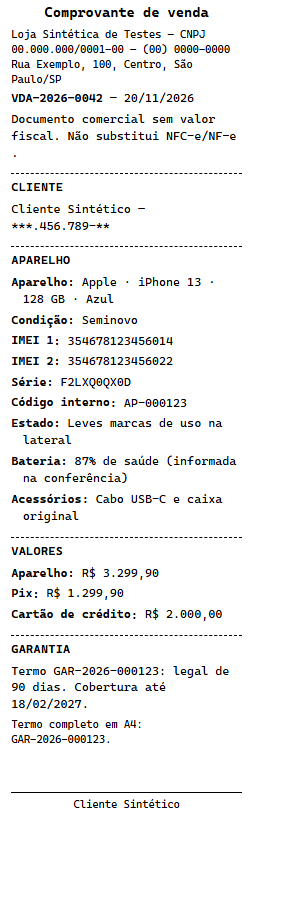 Comprovante de venda
Loja Sintética de Testes — CNPJ
00.000.000/0001-00 — (00) 0000-0000
Rua Exemplo, 100, Centro, São
Paulo/SP
VDA-2026-0042 — 20/11/2026
Documento comercial sem valor
fiscal. Não substitui NFC-e/NF-e
.
CLIENTE
Cliente Sintético —
***.456.789-**
APARELHO
Aparelho: Apple · iPhone 13 ·
128 GB · Azul
Condição: Seminovo
IMEI 1: 354678123456014
IMEI 2: 354678123456022
Série: F2LXQ0QX0D
Código interno: AP-000123
Estado: Leves marcas de uso na
lateral
Bateria: 87% de saúde (informada
na conferência)
Acessórios: Cabo USB-C e caixa
original
VALORES
Aparelho: R$ 3.299,90
Pix: R$ 1.299,90
Cartão de crédito: R$ 2.000,00
GARANTIA
Termo GAR-2026-000123: legal de
90 dias. Cobertura até
18/02/2027.
Termo completo em A4:
GAR-2026-000123.
Cliente Sintético